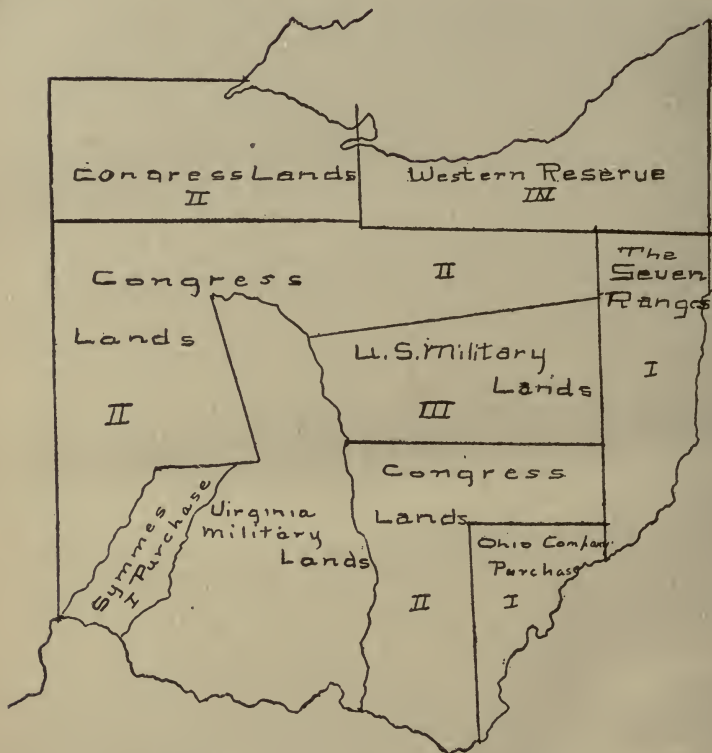 Congress Lands
II
Western Reserve
IV
Congress
Lands
II
II
The
Seven
Ranges
I
U.S. Military
Lands
III
Symmes
Purchase
I
Virginia
Military
Lands
Congress
Lands
II
Ohio Company
Purchase
I